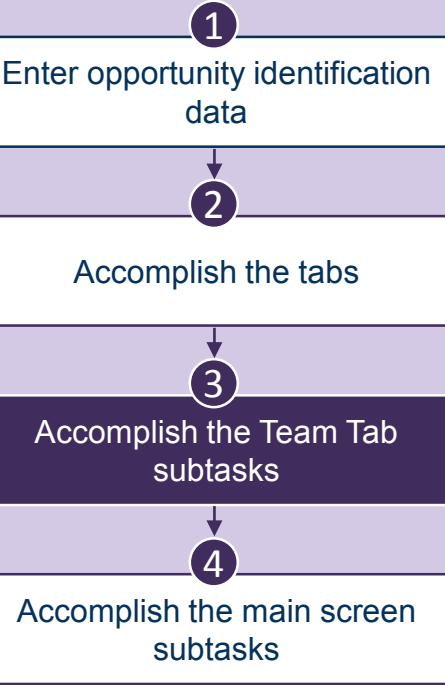 1
Enter opportunity identification
data
2
Accomplish the tabs
3
Accomplish the Team Tab
subtasks
4
Accomplish the main screen
subtasks